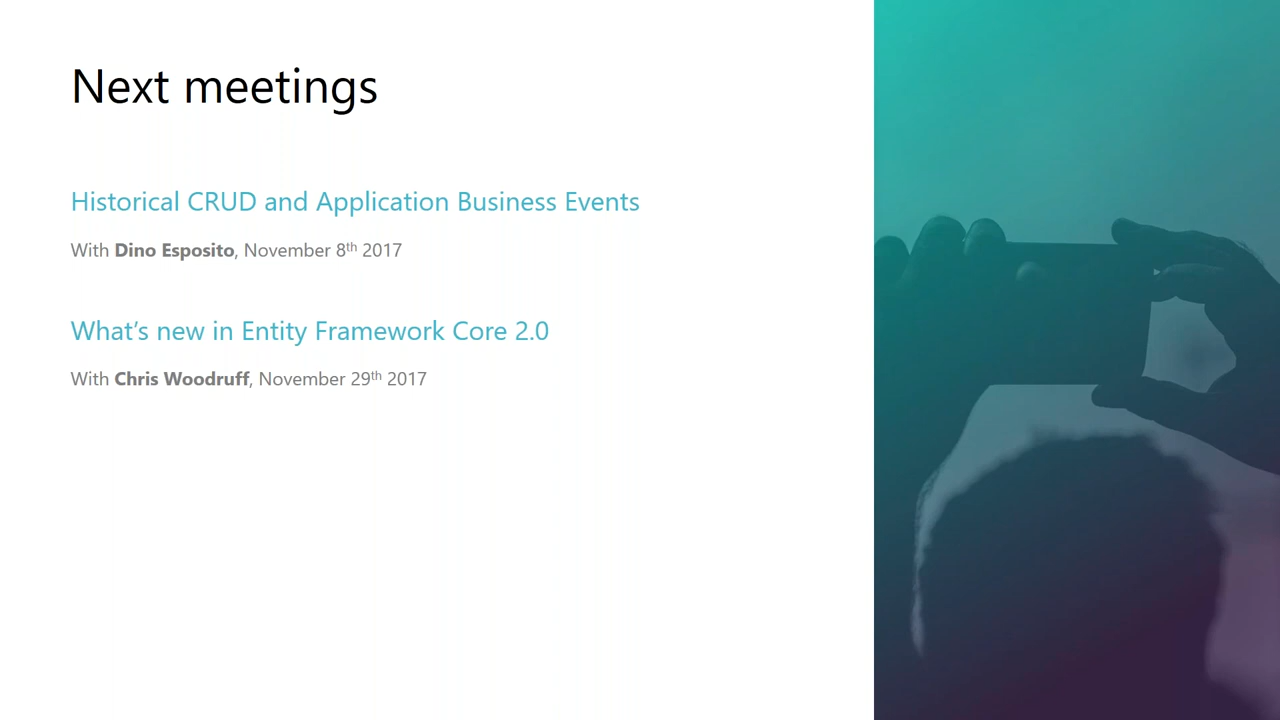 Next meetings
Historical CRUD and Application Business Events
With Dino Esposito, November 8th 2017
What’s new in Entity Framework Core 2.0
With Chris Woodruff, November 29th 2017